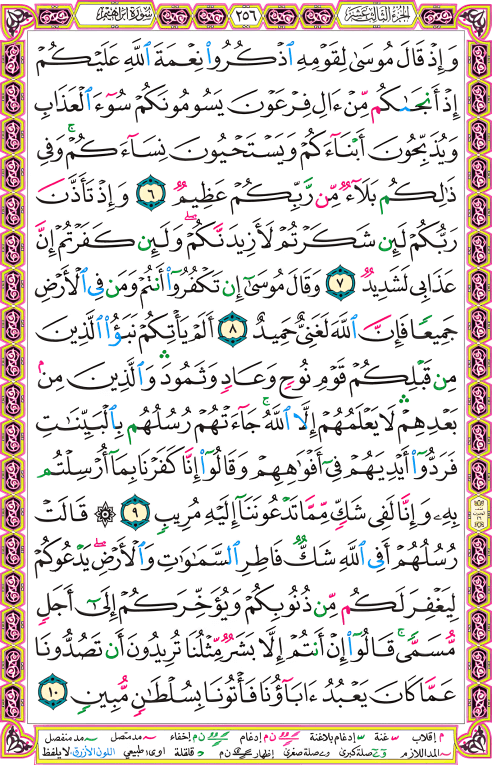 سورة إبراهيم ٢٥٦ الجزء الثالث عشر
وَإِذْ قَالَ مُوسَىٰ لِقَوْمِهِ ٱذْكُرُوا۟ نِعْمَةَ ٱللَّهِ عَلَيْكُمْ
إِذْ أَنجَىٰكُم مِّنْ ءَالِ فِرْعَوْنَ يَسُومُونَكُمْ سُوٓءَ ٱلْعَذَابِ
وَيُذَبِّحُونَ أَبْنَآءَكُمْ وَيَسْتَحْيُونَ نِسَآءَكُمْ ۚ وَفِى
ذَٰلِكُم بَلَآءٌ مِّن رَّبِّكُمْ عَظِيمٌ ٦ وَإِذْ تَأَذَّنَ
رَبُّكُمْ لَئِن شَكَرْتُمْ لَأَزِيدَنَّكُمْ ۖ وَلَئِن كَفَرْتُمْ إِنَّ
عَذَابِى لَشَدِيدٌ ٧ وَقَالَ مُوسَىٰٓ إِن تَكْفُرُوٓا۟ أَنتُمْ وَمَن فِى ٱلْأَرْضِ
جَمِيعًا فَإِنَّ ٱللَّهَ لَغَنِىٌّ حَمِيدٌ ٨ أَلَمْ يَأْتِكُمْ نَبَؤُا۟ ٱلَّذِينَ
مِن قَبْلِكُمْ قَوْمِ نُوحٍ وَعَادٍ وَثَمُودَ ۛ وَٱلَّذِينَ مِنۢ
بَعْدِهِمْ ۛ لَا يَعْلَمُهُمْ إِلَّا ٱللَّهُ ۚ جَآءَتْهُمْ رُسُلُهُم بِٱلْبَيِّنَٰتِ
فَرَدُّوٓا۟ أَيْدِيَهُمْ فِىٓ أَفْوَٰهِهِمْ وَقَالُوٓا۟ إِنَّا كَفَرْنَا بِمَآ أُرْسِلْتُم
بِهِۦ وَإِنَّا لَفِى شَكٍّ مِّمَّا تَدْعُونَنَآ إِلَيْهِ مُرِيبٍ ٩ ۞ قَالَتْ
رُسُلُهُمْ أَفِى ٱللَّهِ شَكٌّ فَاطِرِ ٱلسَّمَٰوَٰتِ وَٱلْأَرْضِ ۖ يَدْعُوكُمْ
لِيَغْفِرَ لَكُم مِّن ذُنُوبِكُمْ وَيُؤَخِّرَكُمْ إِلَىٰٓ أَجَلٍ
مُّسَمًّى ۚ قَالُوٓا۟ إِنْ أَنتُمْ إِلَّا بَشَرٌ مِّثْلُنَا تُرِيدُونَ أَن تَصُدُّونَا
عَمَّا كَانَ يَعْبُدُ ءَابَآؤُنَا فَأْتُونَا بِسُلْطَٰنٍ مُّبِينٍ ١٠
م إقلاب غنة إدغام بلاغنة ن م إدغام ن م إخفاء مد متصل مد منفصل
المد اللازم صلة كبرى صلة صغرى إظهار ن م قلقلة اوى طبيعي اللون الأزرق لا يلفظ